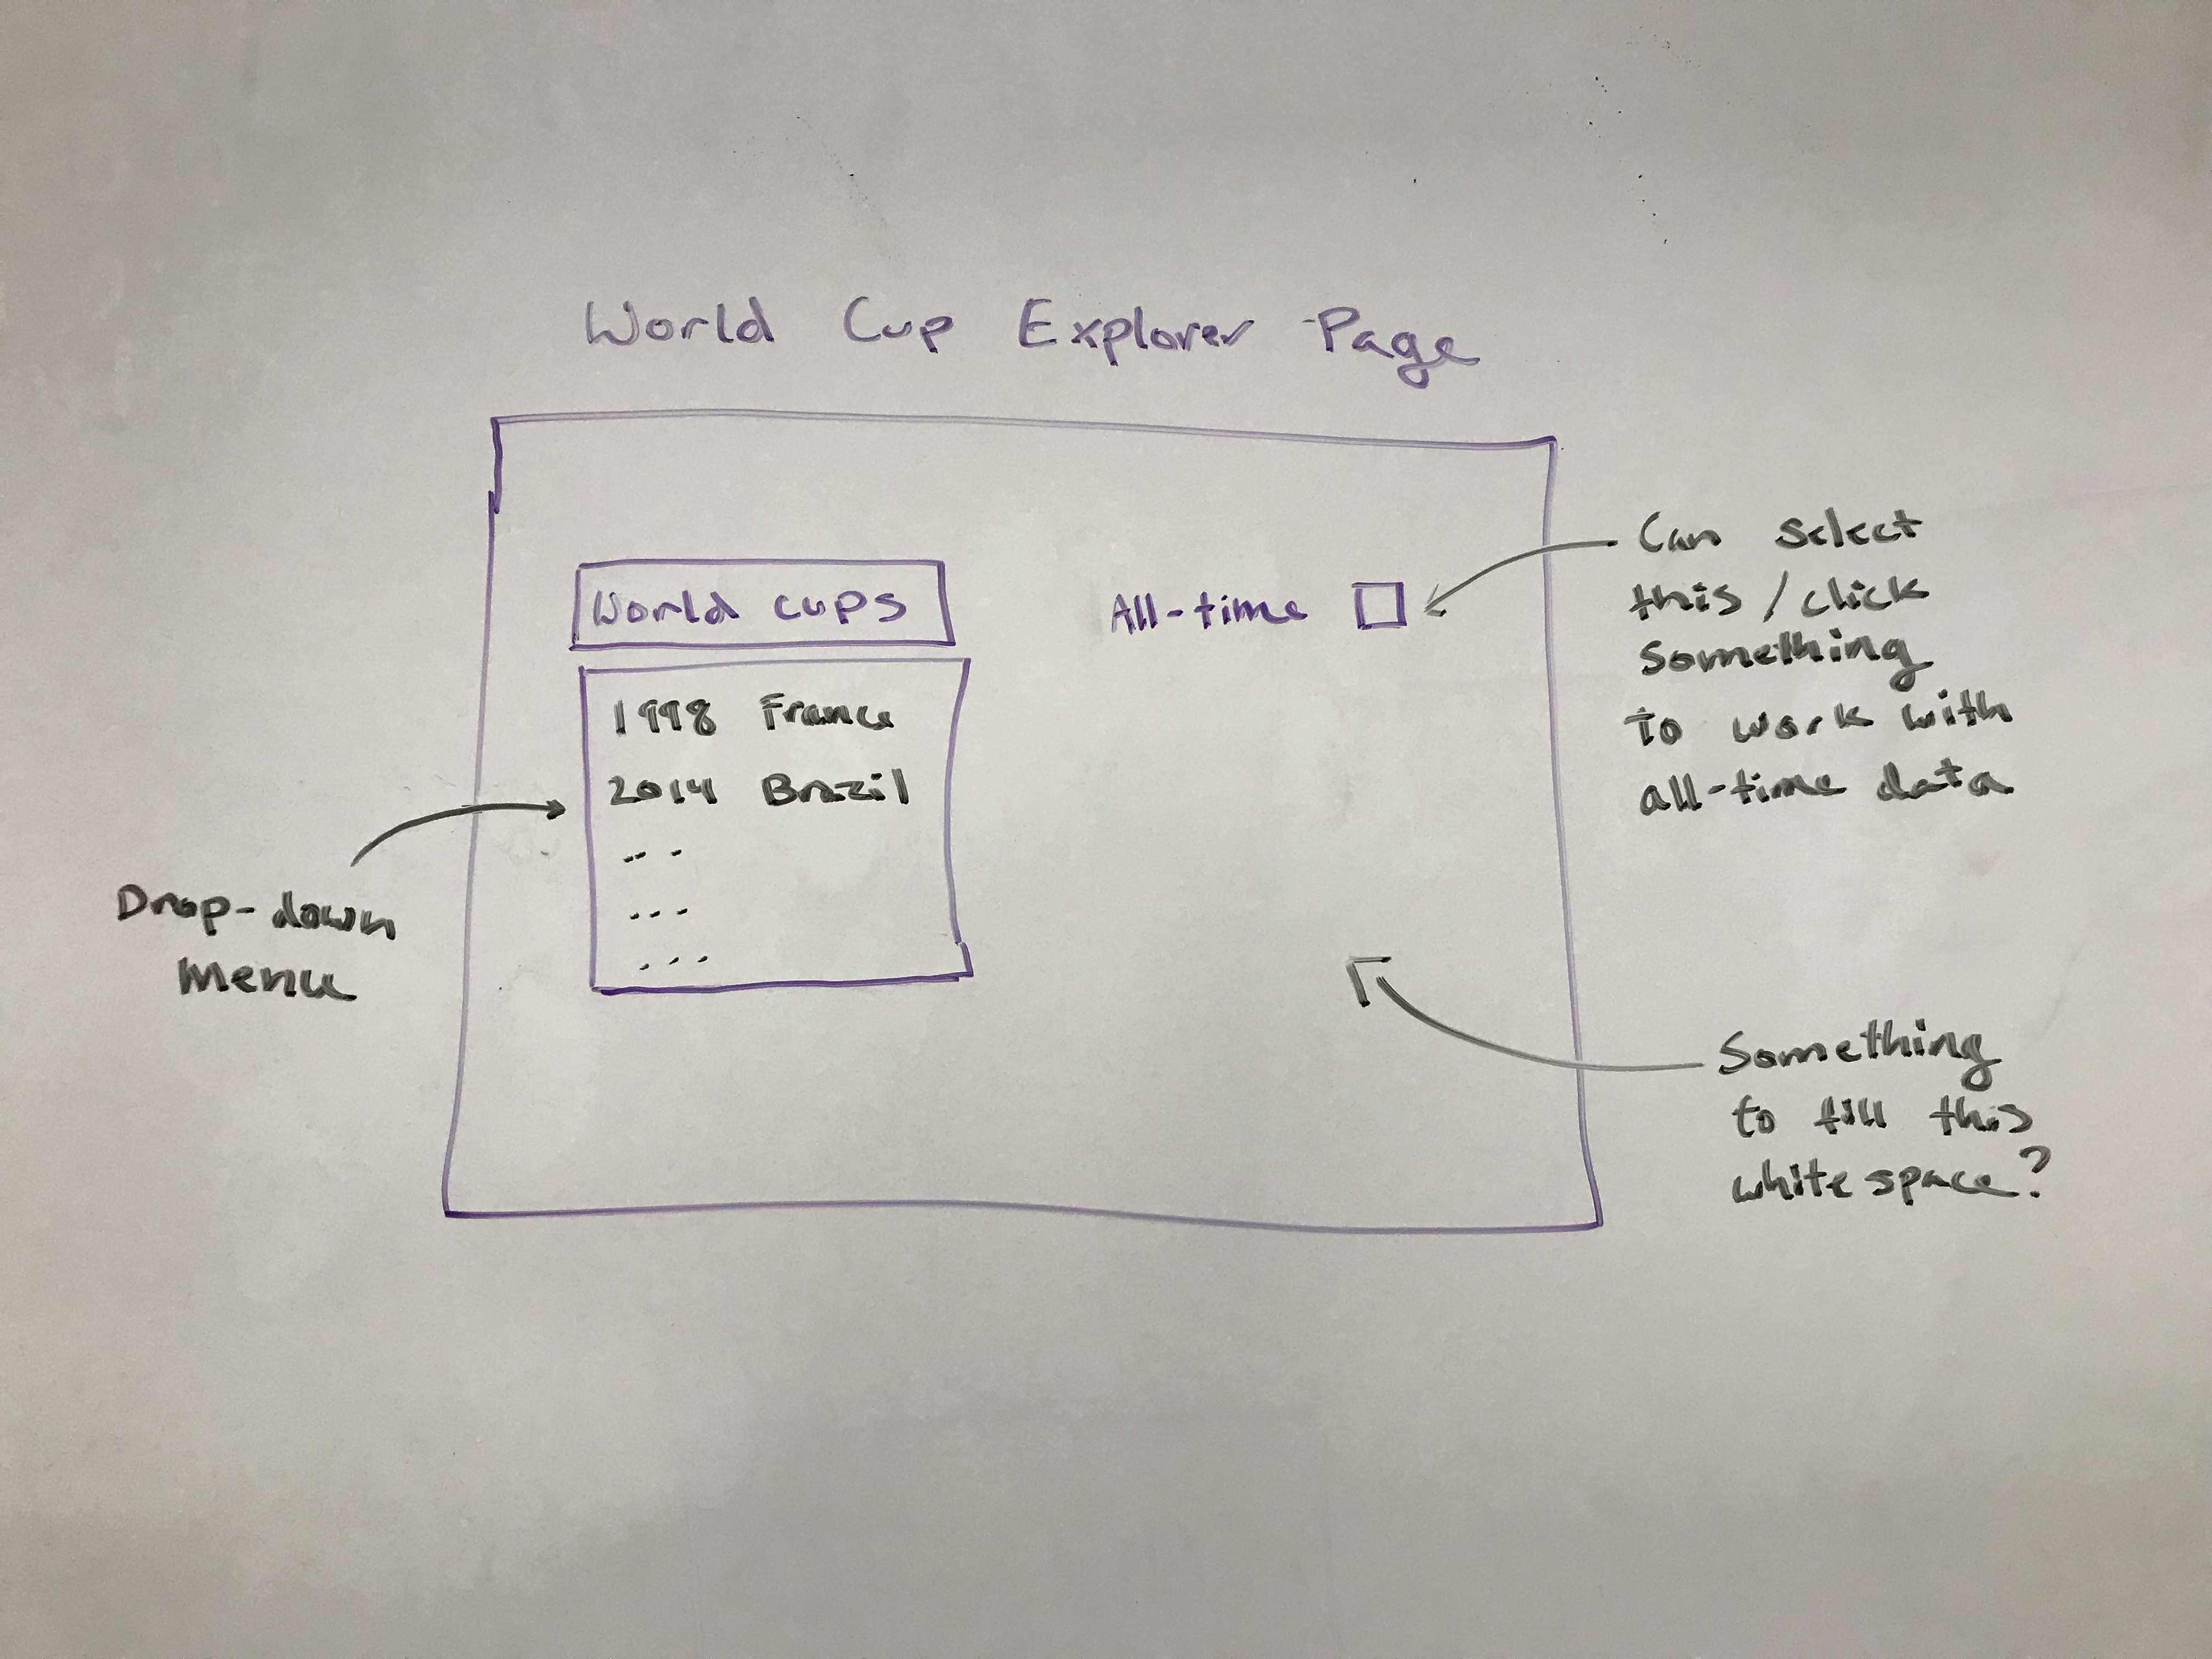 World Cup Explorer Page
World cups
All-time
1998 France
2014 Brazil
...
...
...
Drop-down
Menu
Can select
this / click
something
to work with
all-time data
Something
to fill this
white space?